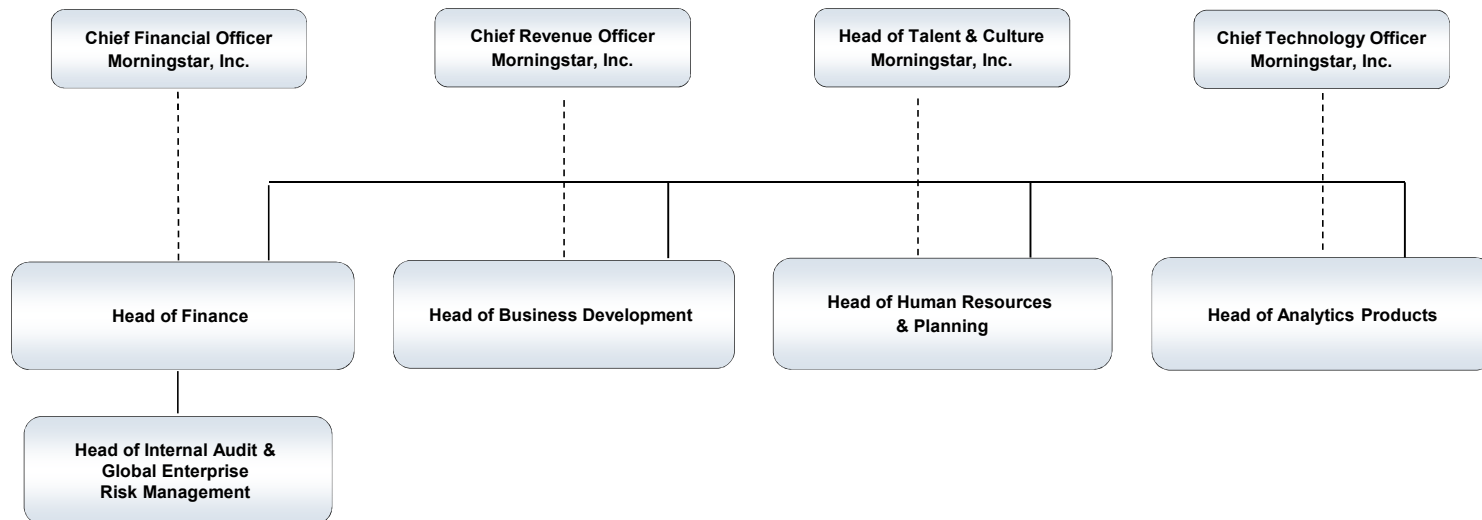 Chief Financial Officer
Morningstar, Inc.
Chief Revenue Officer
Morningstar, Inc.
Head of Talent & Culture
Morningstar, Inc.
Chief Technology Officer
Morningstar, Inc.
Head of Finance
Head of Business Development
Head of Human Resources
& Planning
Head of Analytics Products
Head of Internal Audit &
Global Enterprise
Risk Management